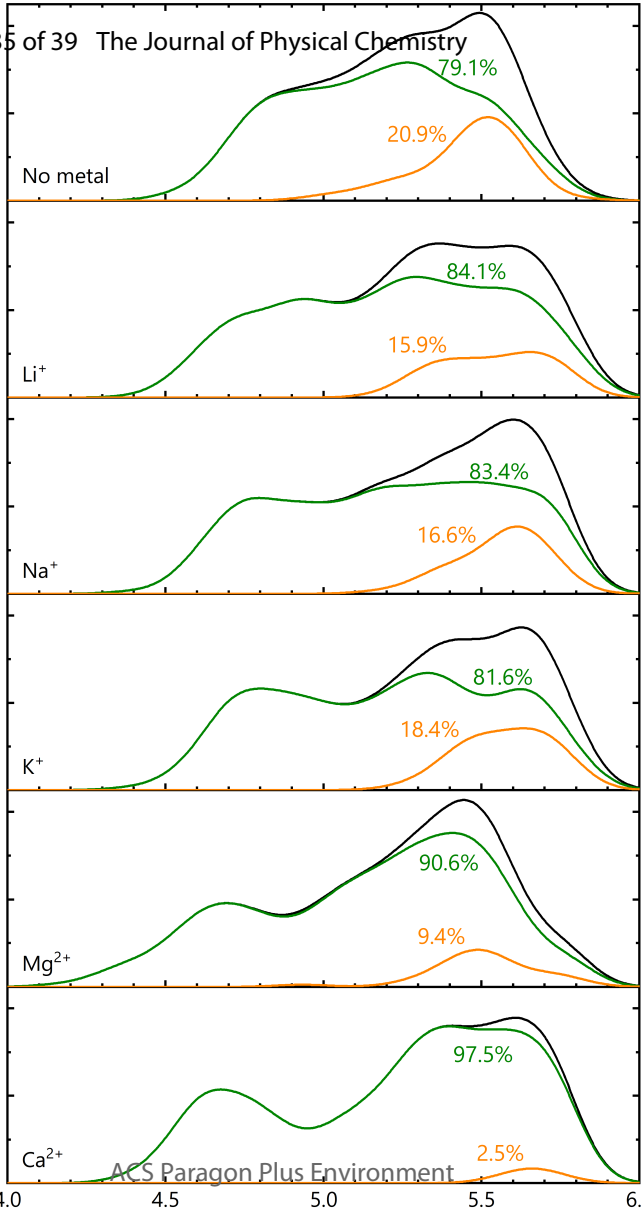 35 of 39 The Journal of Physical Chemistry
79.1%
20.9%
No metal
84.1%
15.9%
Li⁺
83.4%
16.6%
Na⁺
81.6%
18.4%
K⁺
90.6%
9.4%
Mg²⁺
97.5%
2.5%
Ca²⁺
ACS Paragon Plus Environment
4.0 4.5 5.0 5.5 6.